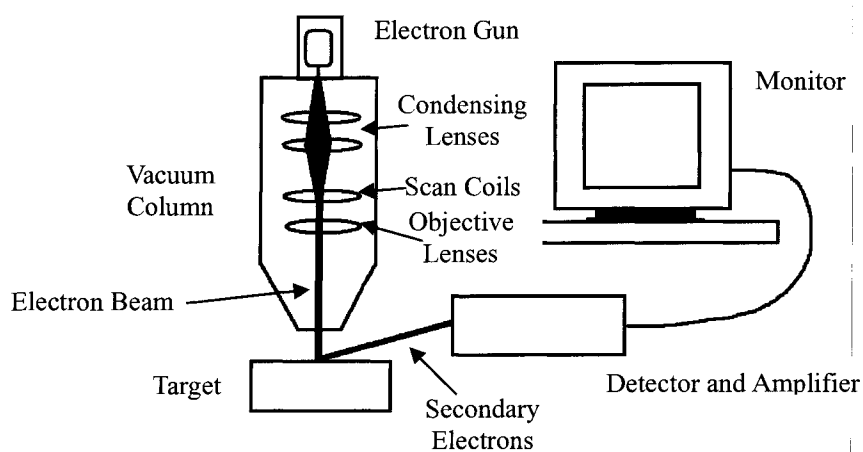 Electron Gun
Monitor
Condensing
Lenses
Vacuum
Column
Scan Coils
Objective
Lenses
Electron Beam
Target
Detector and Amplifier
Secondary
Electrons